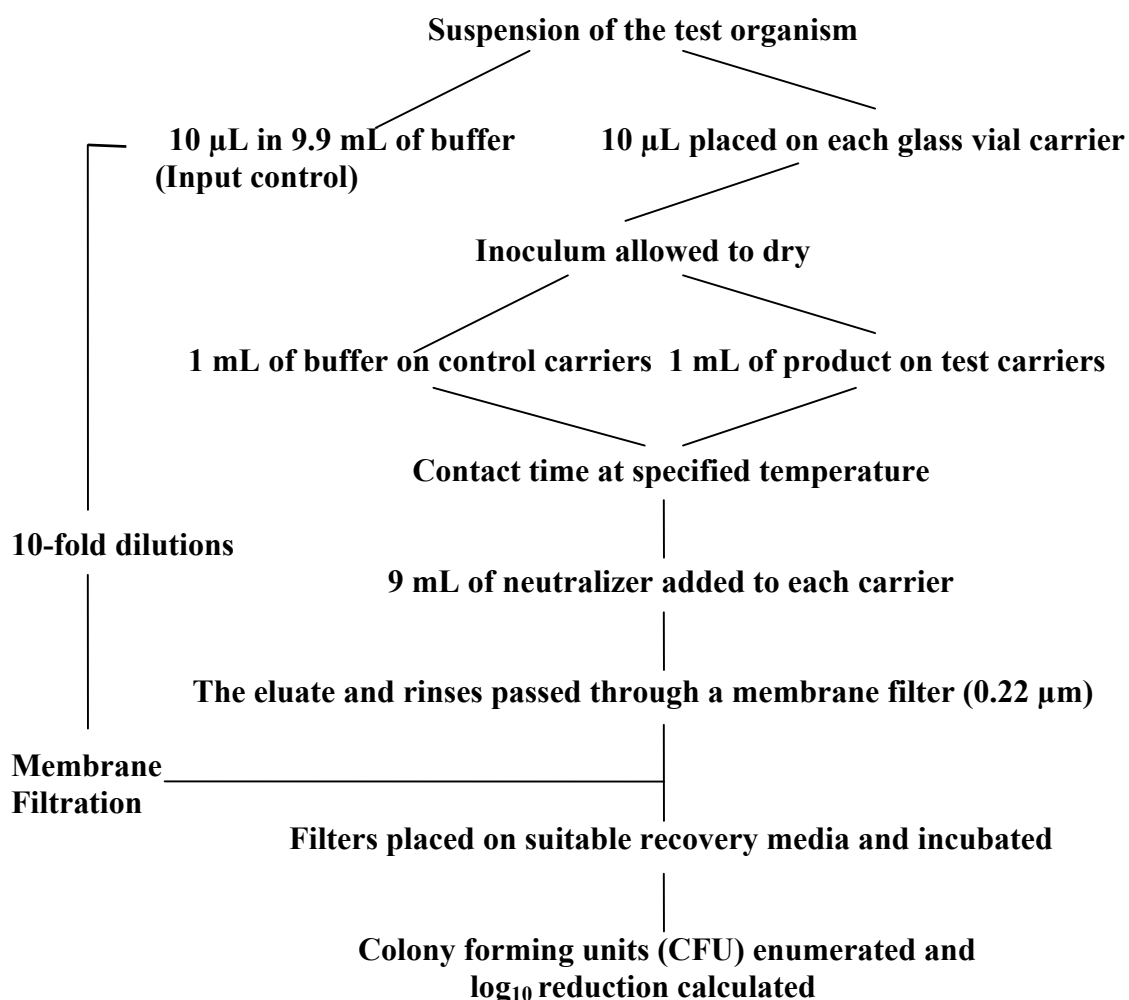 Suspension of the test organism
10 µL in 9.9 mL of buffer
(Input control)
10 µL placed on each glass vial carrier
Inoculum allowed to dry
1 mL of buffer on control carriers
1 mL of product on test carriers
Contact time at specified temperature
10-fold dilutions
9 mL of neutralizer added to each carrier
The eluate and rinses passed through a membrane filter (0.22 µm)
Membrane
Filtration
Filters placed on suitable recovery media and incubated
Colony forming units (CFU) enumerated and
log₁₀ reduction calculated